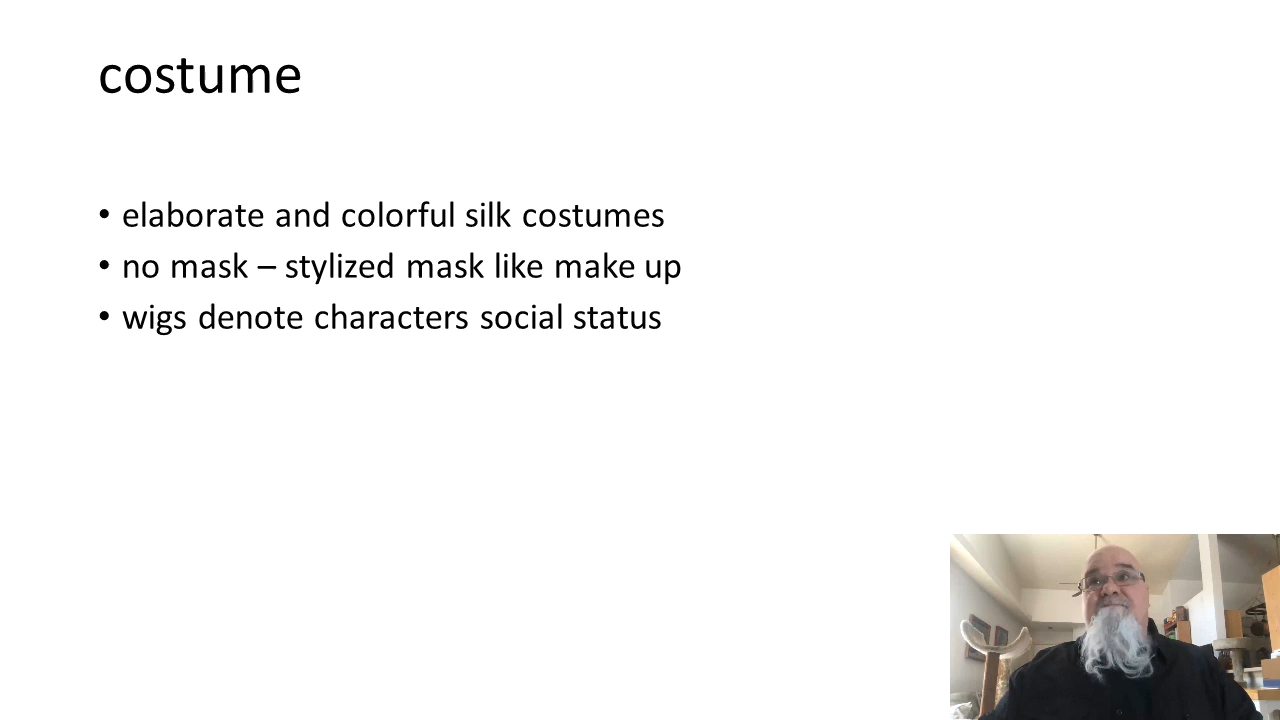 costume
• elaborate and colorful silk costumes
• no mask – stylized mask like make up
• wigs denote characters social status